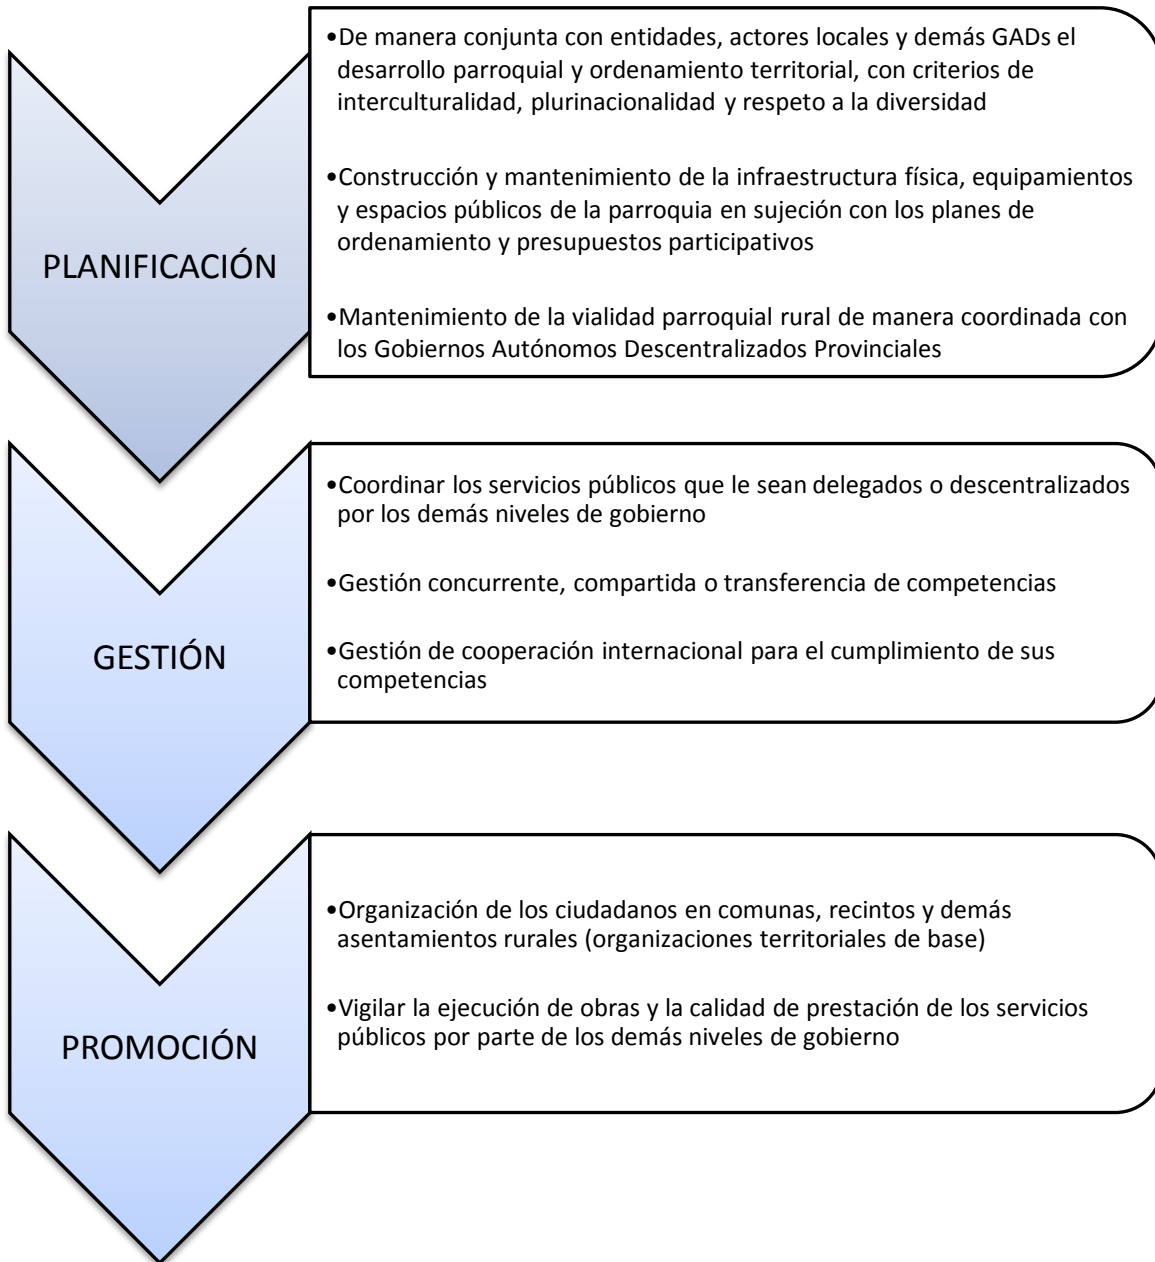 PLANIFICACIÓN
•De manera conjunta con entidades, actores locales y demás GADs el
desarrollo parroquial y ordenamiento territorial, con criterios de
interculturalidad, plurinacionalidad y respeto a la diversidad
•Construcción y mantenimiento de la infraestructura física, equipamientos
y espacios públicos de la parroquia en sujeción con los planes de
ordenamiento y presupuestos participativos
•Mantenimiento de la vialidad parroquial rural de manera coordinada con
los Gobiernos Autónomos Descentralizados Provinciales
GESTIÓN
•Coordinar los servicios públicos que le sean delegados o descentralizados
por los demás niveles de gobierno
•Gestión concurrente, compartida o transferencia de competencias
•Gestión de cooperación internacional para el cumplimiento de sus
competencias
PROMOCIÓN
•Organización de los ciudadanos en comunas, recintos y demás
asentamientos rurales (organizaciones territoriales de base)
•Vigilar la ejecución de obras y la calidad de prestación de los servicios
públicos por parte de los demás niveles de gobierno